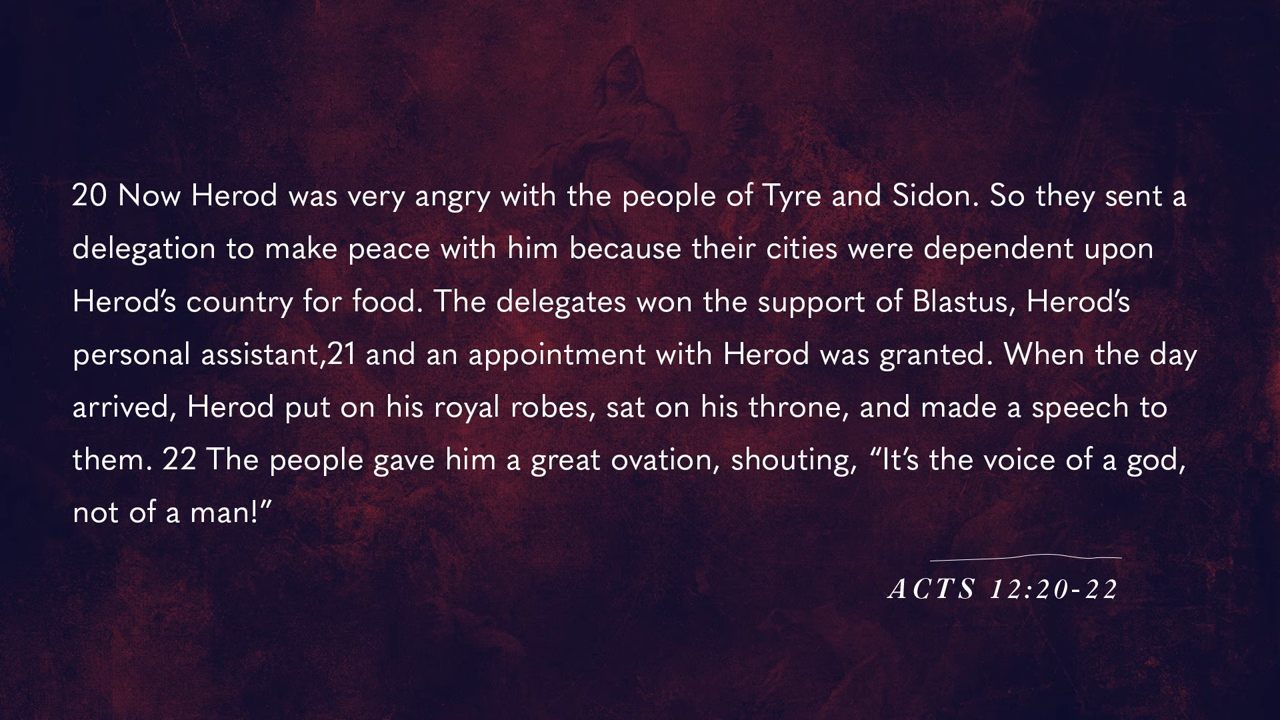 20 Now Herod was very angry with the people of Tyre and Sidon. So they sent a
delegation to make peace with him because their cities were dependent upon
Herod’s country for food. The delegates won the support of Blastus, Herod’s
personal assistant,21 and an appointment with Herod was granted. When the day
arrived, Herod put on his royal robes, sat on his throne, and made a speech to
them. 22 The people gave him a great ovation, shouting, “It’s the voice of a god,
not of a man!”
ACTS 12:20-22